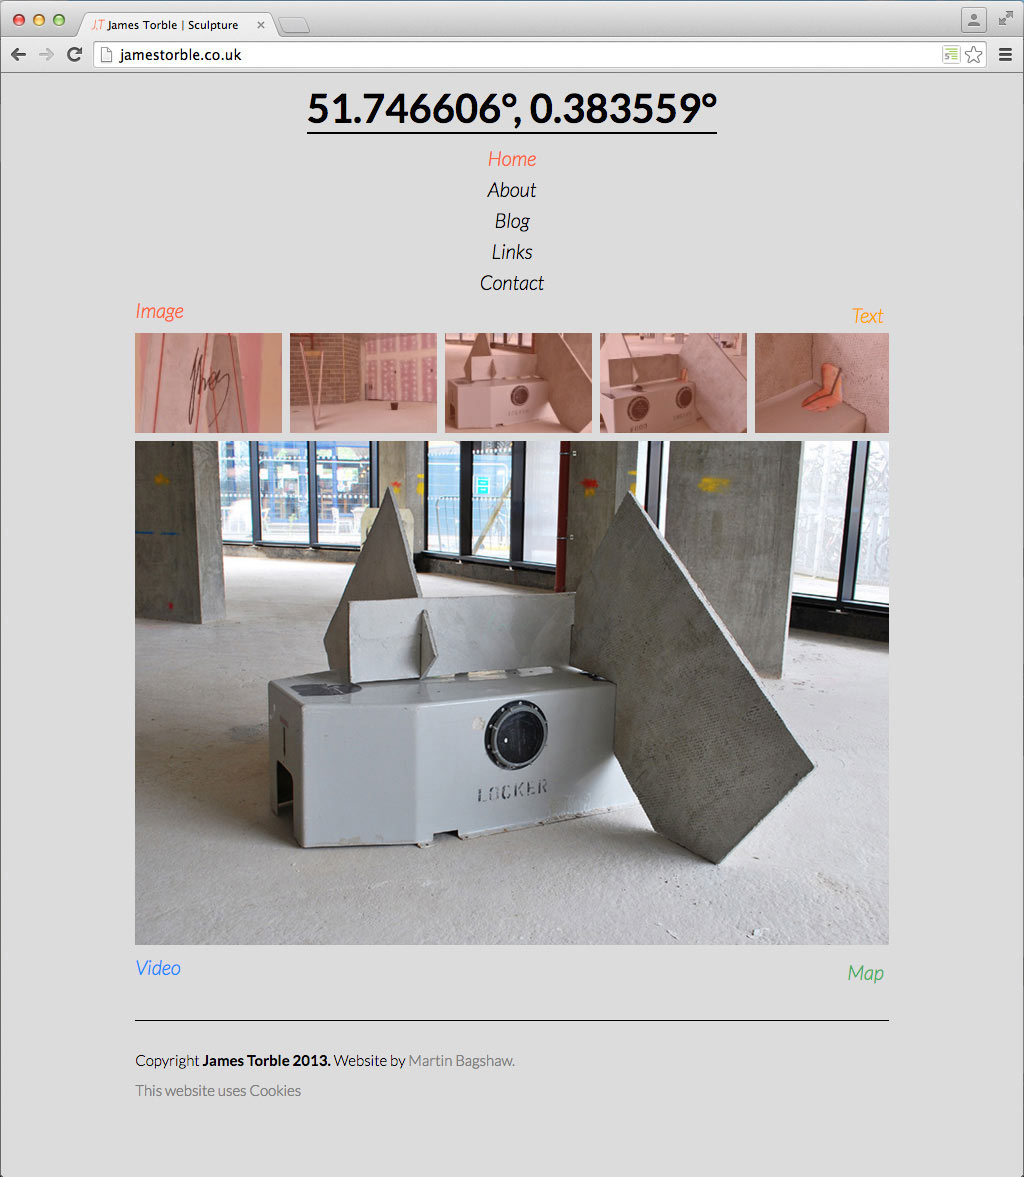 J.T James Torble | Sculpture
jamestorble.co.uk
51.746606°, 0.383559°
Home
About
Blog
Links
Contact
Image
Text
LOCKER
Video
Map
Copyright James Torble 2013. Website by Martin Bagshaw.
This website uses Cookies